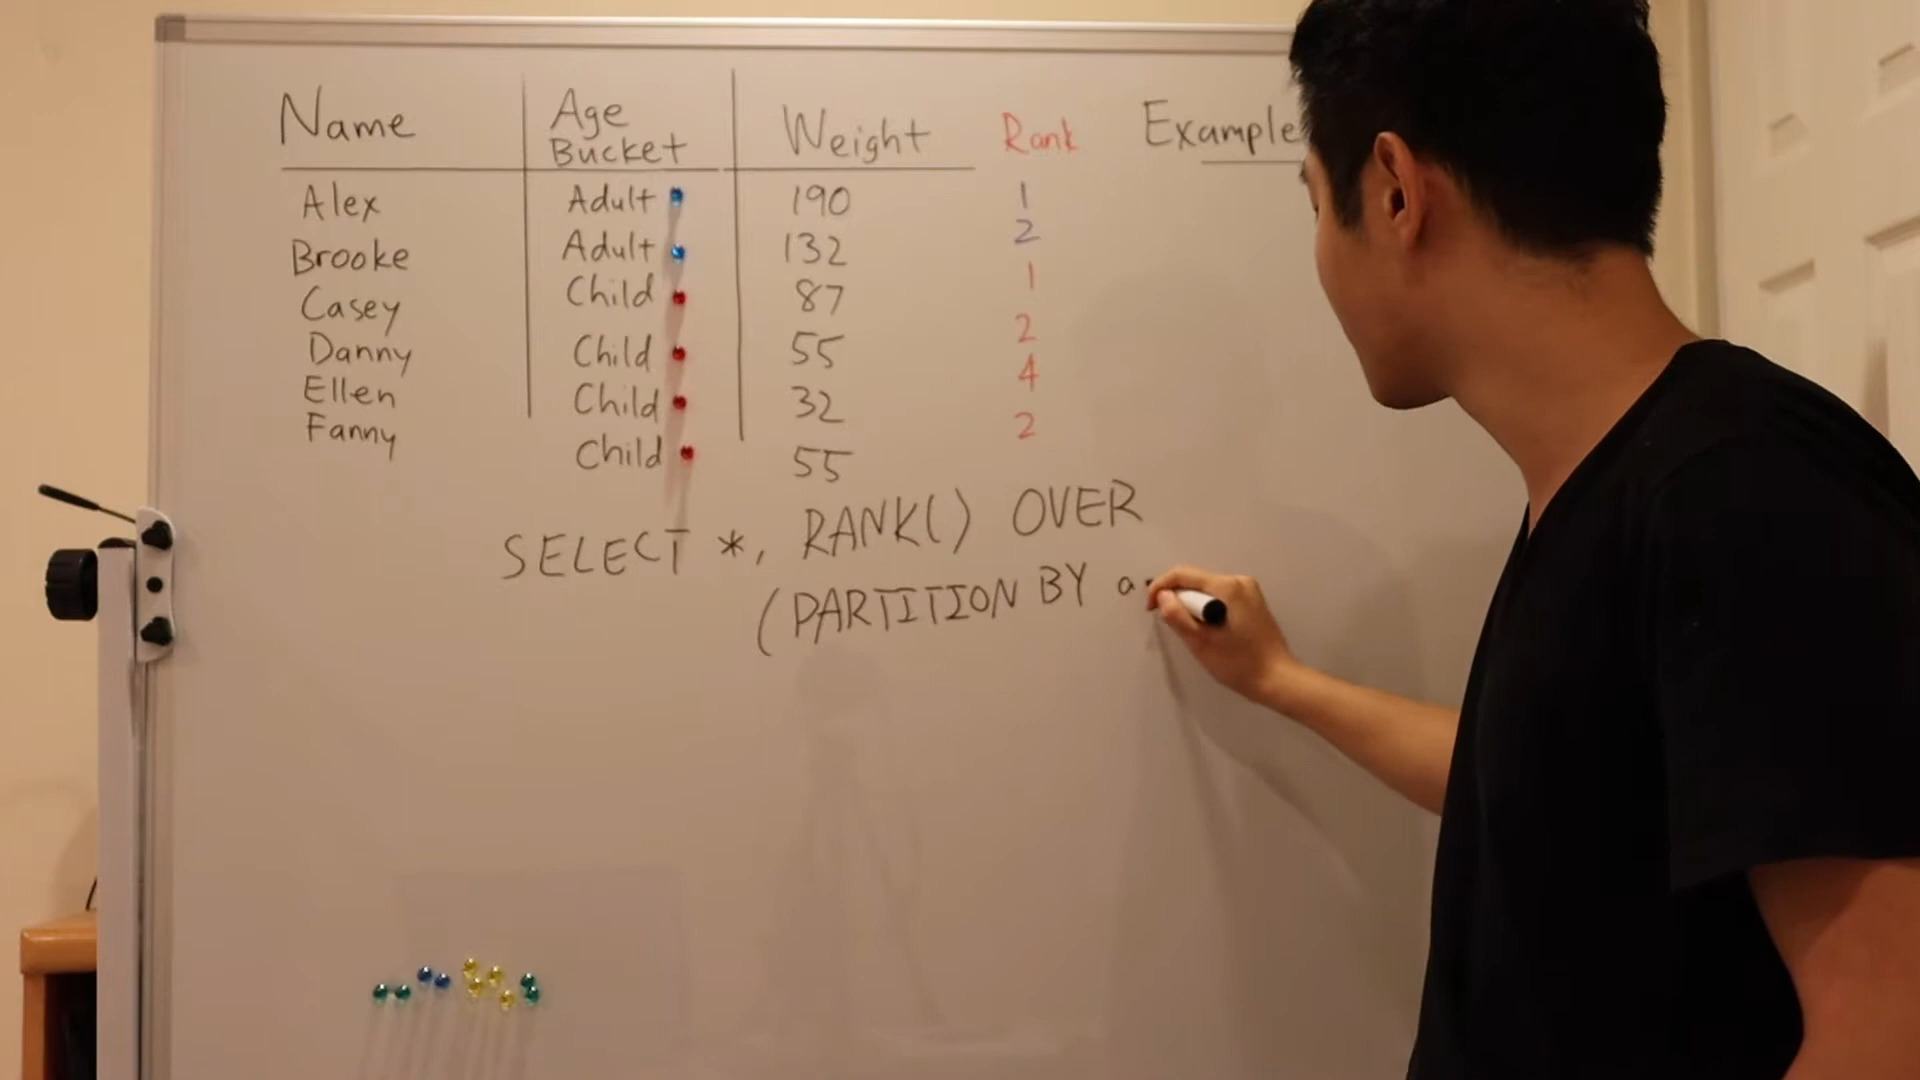 Name Age Bucket Weight Rank Example
Alex Adult 190 1
Brooke Adult 132 2
Casey Child 87 1
Danny Child 55 2
Ellen Child 32 4
Fanny Child 55 2
SELECT *, RANK() OVER
(PARTITION BY a